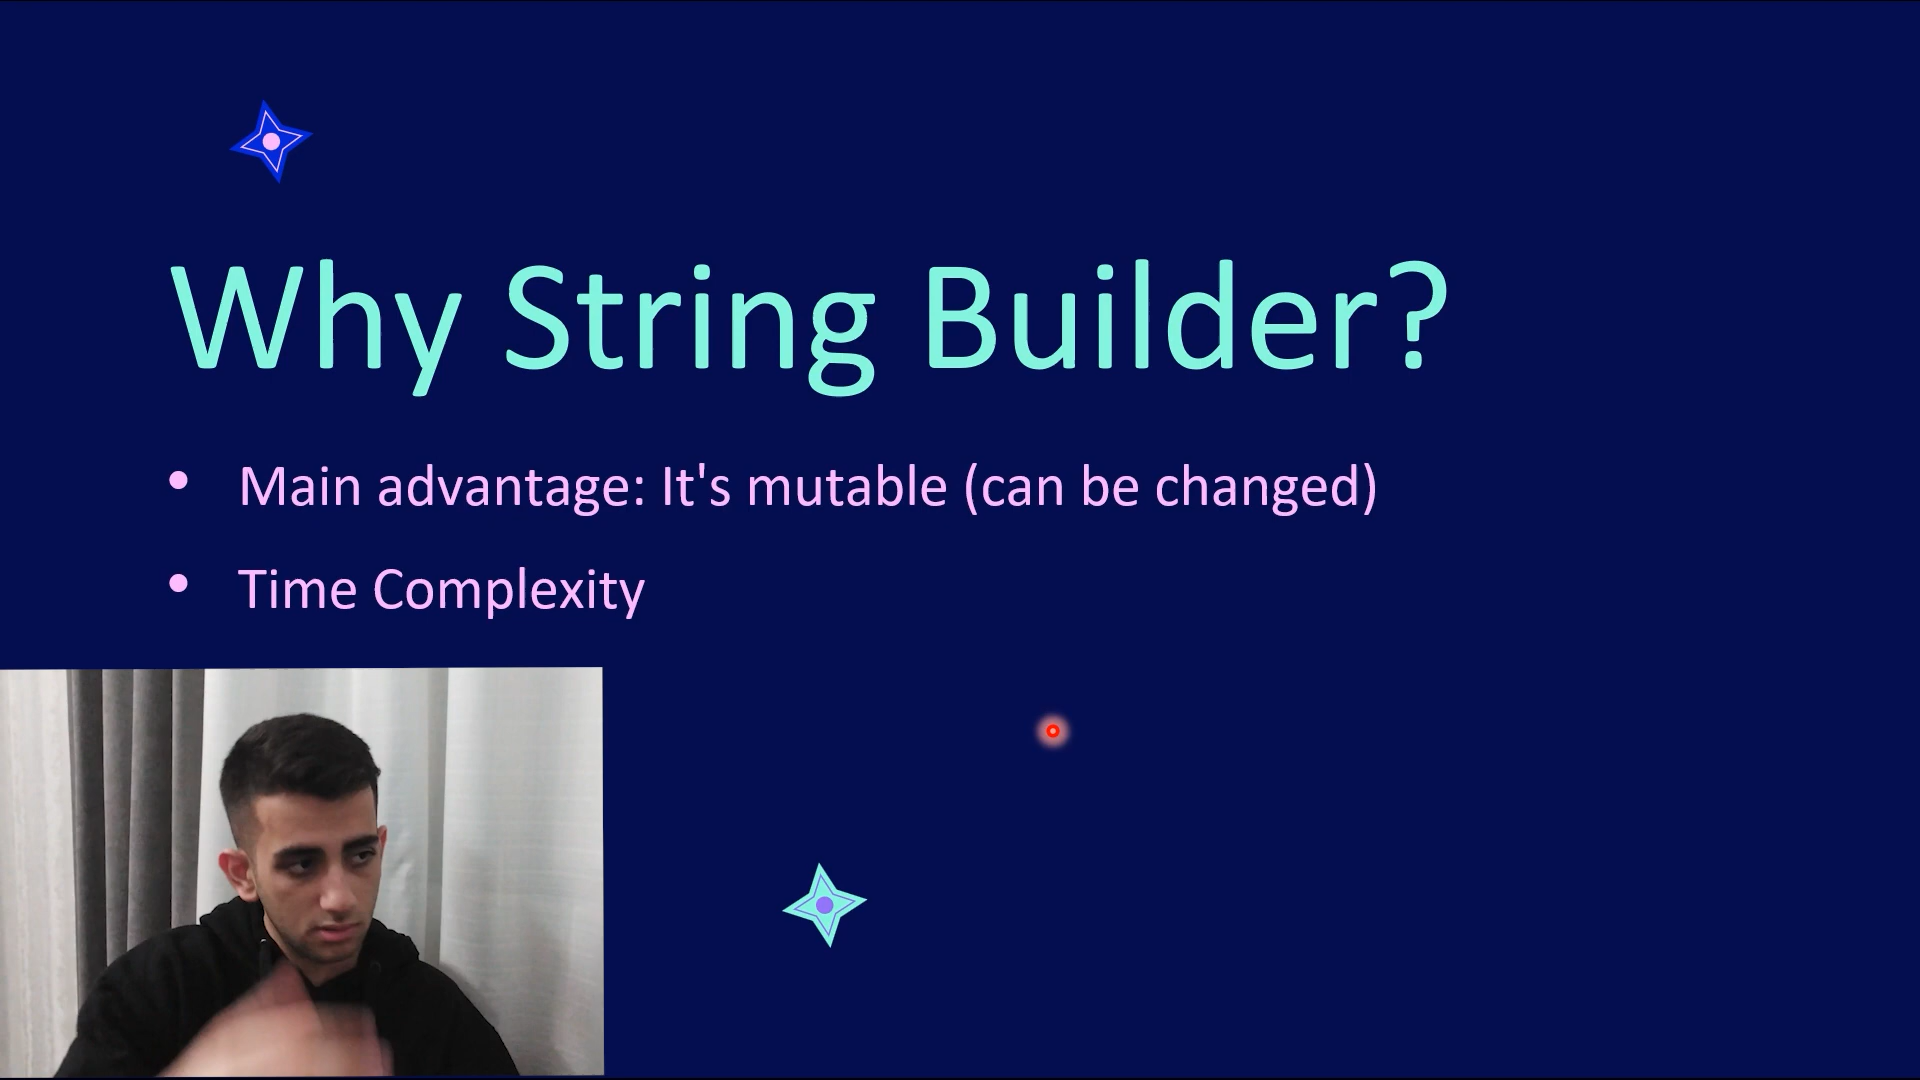 Why String Builder?
Main advantage: It's mutable (can be changed)
Time Complexity